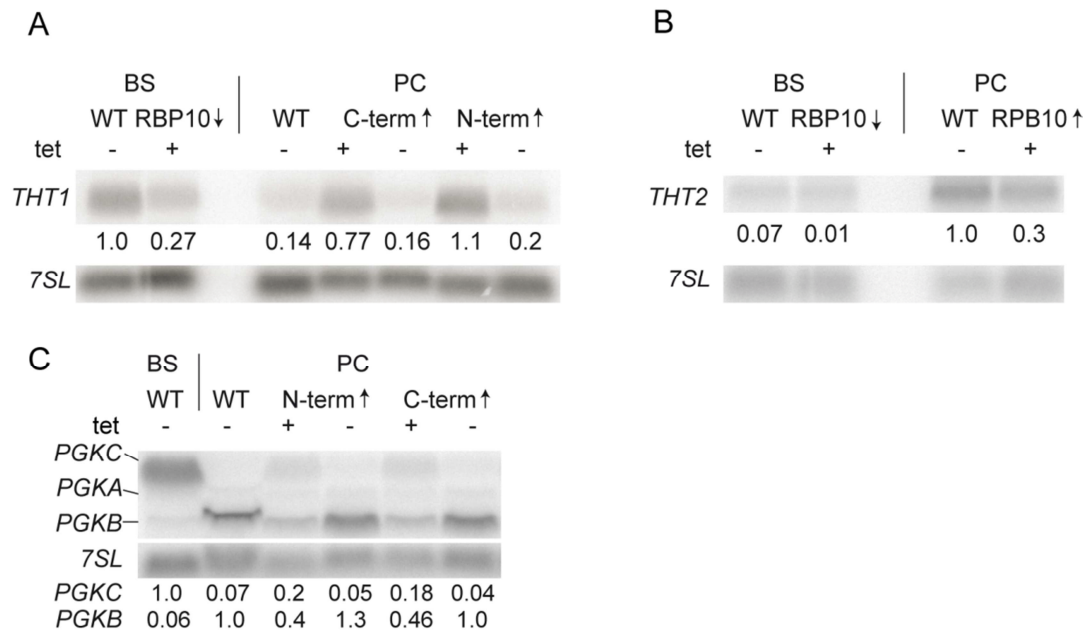 A
BS PC
WT RBP10↓ WT C-term↑ N-term↑
tet - + - + - + -
THT1
1.0 0.27 0.14 0.77 0.16 1.1 0.2
7SL
B
BS PC
WT RBP10↓ WT RPB10↑
tet - + - +
THT2
0.07 0.01 1.0 0.3
7SL
C
BS PC
WT WT N-term↑ C-term↑
tet - - + - + -
PGKC
PGKA
PGKB
7SL
PGKC 1.0 0.07 0.2 0.05 0.18 0.04
PGKB 0.06 1.0 0.4 1.3 0.46 1.0